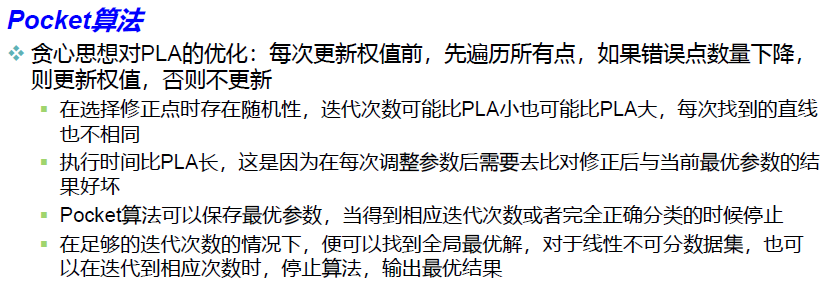 Pocket算法
贪心思想对PLA的优化：每次更新权值前，先遍历所有点，如果错误点数量下降，
则更新权值，否则不更新
在选择修正点时存在随机性，迭代次数可能比PLA小也可能比PLA大，每次找到的直线
也不相同
执行时间比PLA长，这是因为在每次调整参数后需要去比对修正后与当前最优参数的结
果好坏
Pocket算法可以保存最优参数，当得到相应迭代次数或者完全正确分类的时候停止
在足够的迭代次数的情况下，便可以找到全局最优解，对于线性不可分数据集，也可
以在迭代到相应次数时，停止算法，输出最优结果